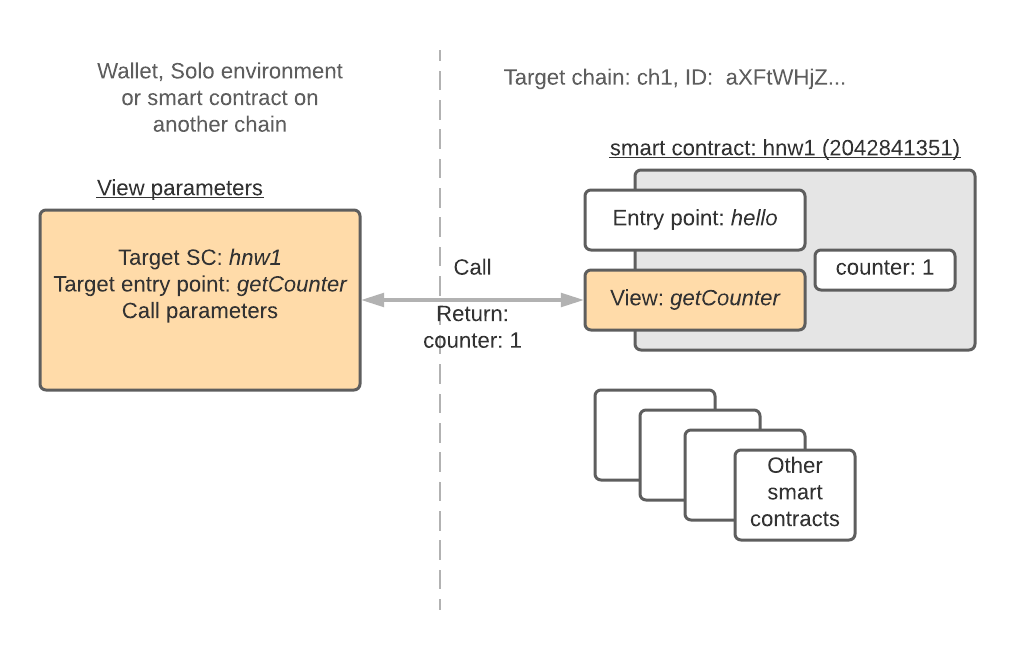 Wallet, Solo environment
or smart contract on
another chain
View parameters
Target SC: hnw1
Target entry point: getCounter
Call parameters
Call
Return:
counter: 1
Target chain: ch1, ID: aXFtWHjZ...
smart contract: hnw1 (2042841351)
Entry point: hello
View: getCounter
counter: 1
Other
smart
contracts